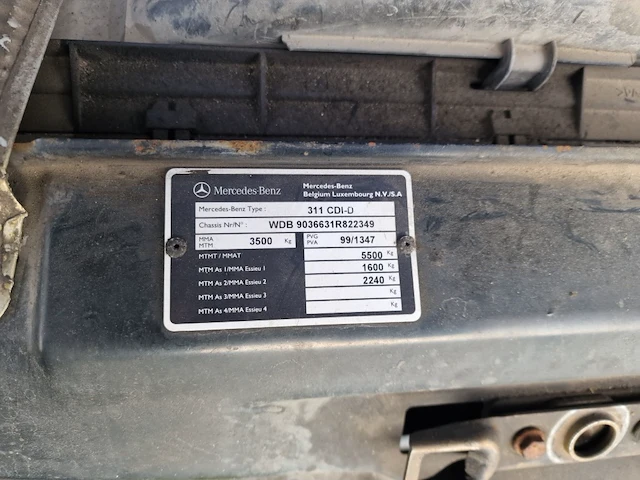 Mercedes-Benz
Mercedes-Benz
Belgium Luxembourg N.V./S.A
Mercedes-Benz Type : 311 CDI-D
Chassis Nr/N° : WDB 9036631R822349
MMA
MTM 3500 Kg
PVG
PVA 99/1347
MTMT / MMAT 5500 Kg
MTM As 1/MMA Essieu 1 1600 Kg
MTM As 2/MMA Essieu 2 2240 Kg
MTM As 3/MMA Essieu 3 Kg
MTM As 4/MMA Essieu 4 Kg